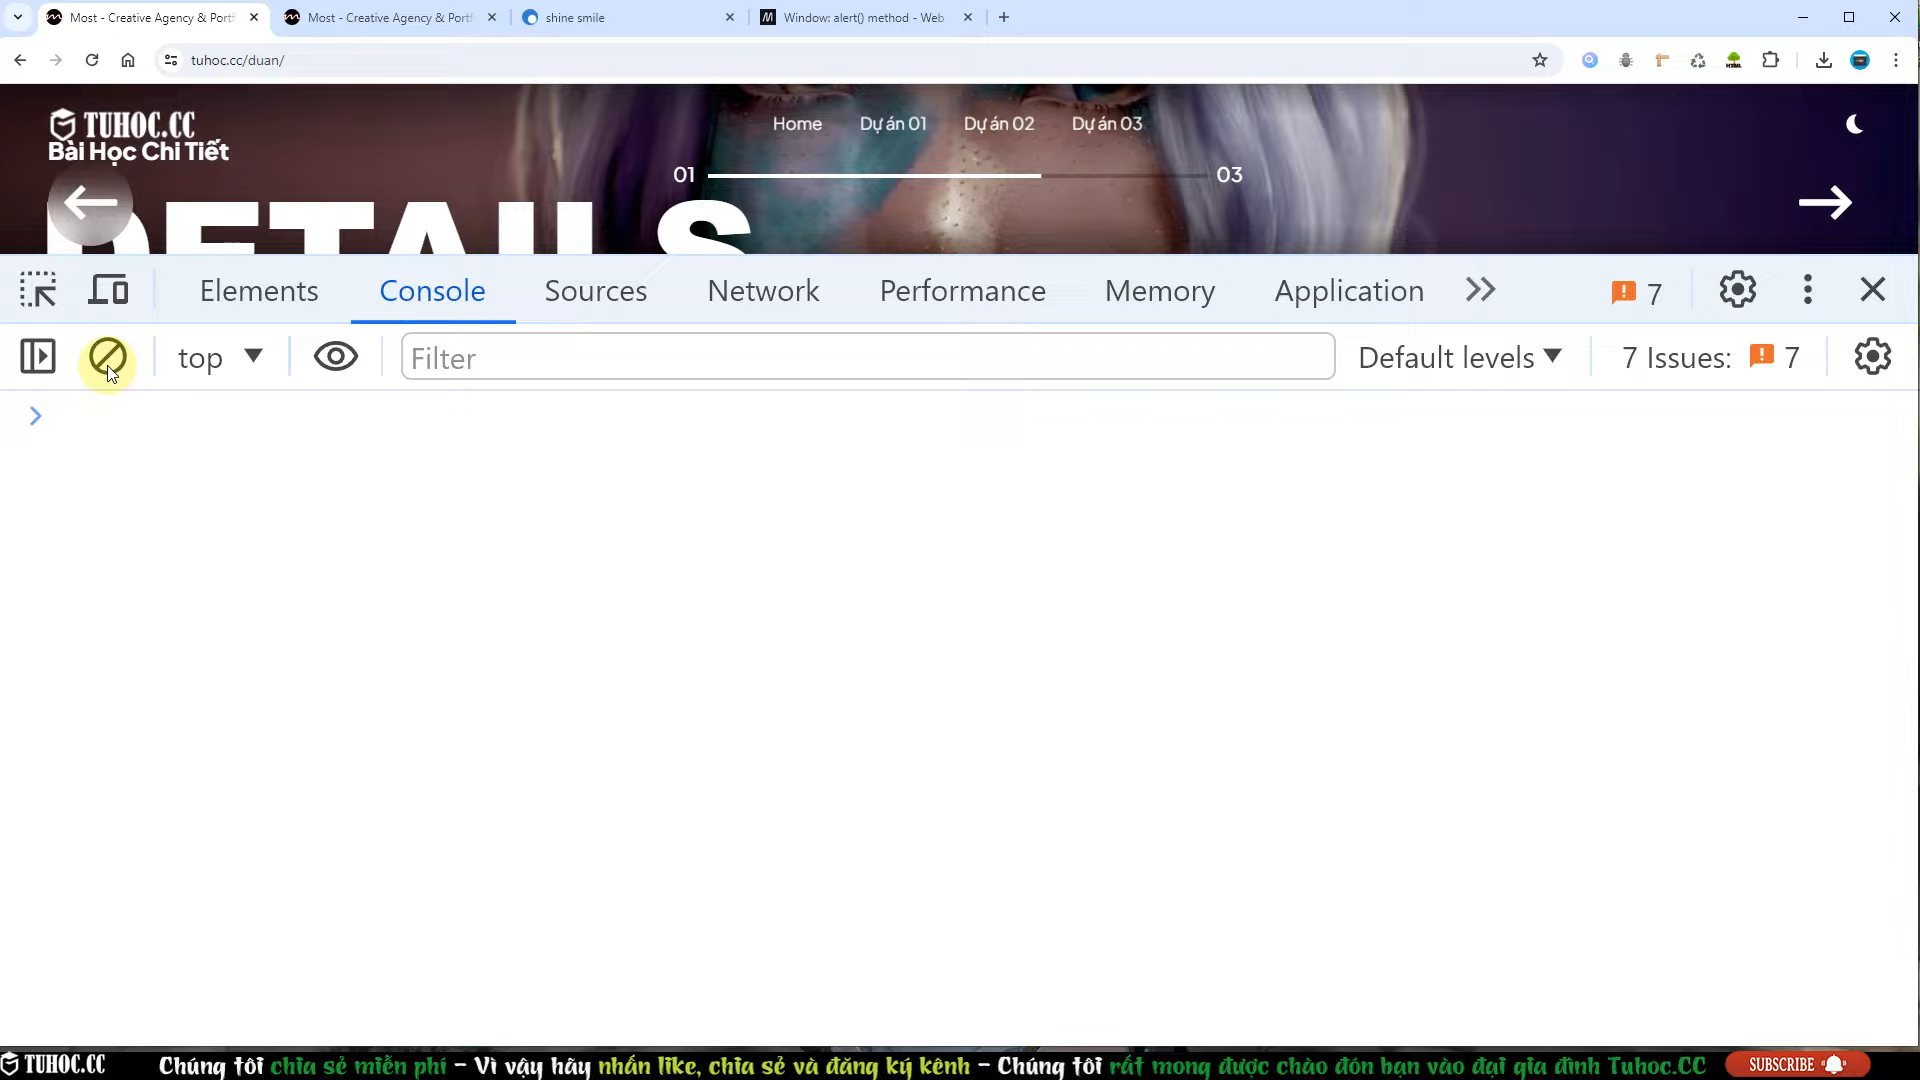 Most - Creative Agency & Portf
Most - Creative Agency & Portf
shine smile
Window: alert() method - Web
tuhoc.cc/duan/
TUHOC.CC
Bài Học Chi Tiết
Home
Dự án 01
Dự án 02
Dự án 03
01
03
DETAILS
Elements
Console
Sources
Network
Performance
Memory
Application
7
top
Filter
Default levels
7 Issues:
7
TUHOC.CC
Chúng tôi chia sẻ miễn phí - Vì vậy hãy nhấn like, chia sẻ và đăng ký kênh - Chúng tôi rất mong được chào đón bạn vào đại gia đình Tuhoc.CC
SUBSCRIBE